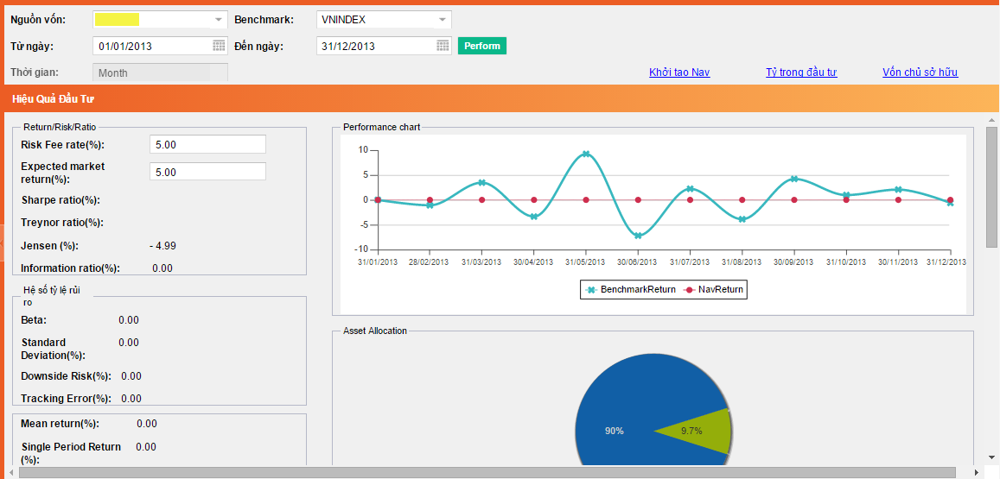 Nguồn vốn:
Benchmark:
VNINDEX
Từ ngày:
01/01/2013
Đến ngày:
31/12/2013
Perform
Thời gian:
Month
Khởi tao Nav
Tỷ trong đầu tư
Vốn chủ sở hữu
Hiệu Quả Đầu Tư
Return/Risk/Ratio
Risk Fee rate(%):
5.00
Expected market
return(%):
5.00
Sharpe ratio(%):
Treynor ratio(%):
Jensen (%):
- 4.99
Information ratio(%):
0.00
Hệ số tỷ lệ rủi
ro
Beta:
0.00
Standard
Deviation(%):
0.00
Downside Risk(%):
0.00
Tracking Error(%):
0.00
Mean return(%):
0.00
Single Period Return
(%):
0.00
Performance chart
10
5
0
-5
-10
31/01/2013
28/02/2013
31/03/2013
30/04/2013
31/05/2013
30/06/2013
31/07/2013
31/08/2013
30/09/2013
31/10/2013
30/11/2013
31/12/2013
BenchmarkReturn
NavReturn
Asset Allocation
90%
9.7%